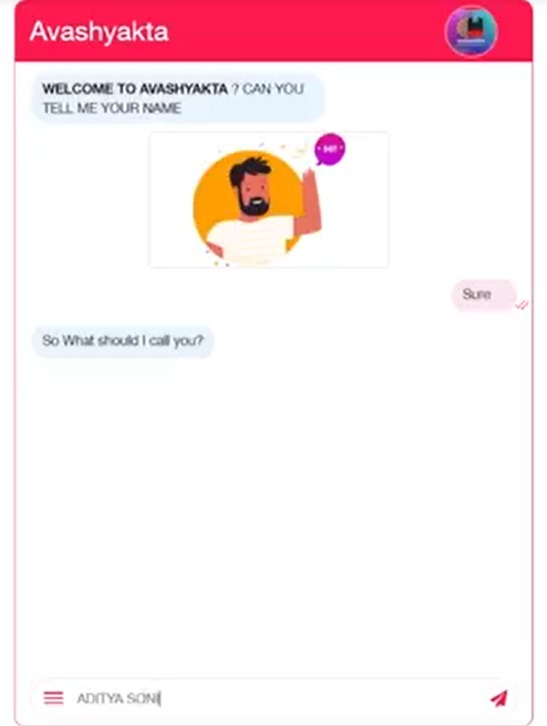 Avashyakta
WELCOME TO AVASHYAKTA ? CAN YOU
TELL ME YOUR NAME
HI!
Sure
So What should I call you?
ADITYA SONI